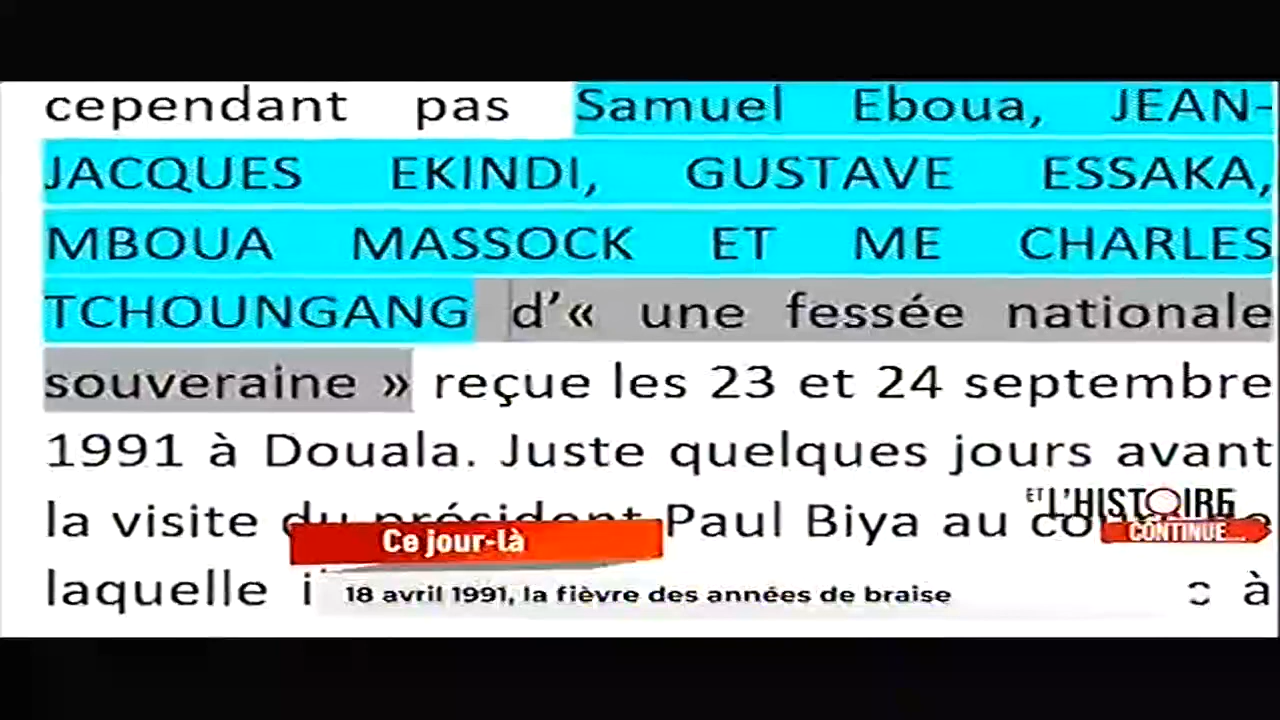 cependant pas Samuel Eboua, JEAN-
JACQUES EKINDI, GUSTAVE ESSAKA,
MBOUA MASSOCK ET ME CHARLES
TCHOUNGANG d’« une fessée nationale
souveraine » reçue les 23 et 24 septembre
1991 à Douala. Juste quelques jours avant
la visite du président Paul Biya au
laquelle
à
ET L'HISTOIRE
CONTINUE...
Ce jour-là
18 avril 1991, la fièvre des années de braise